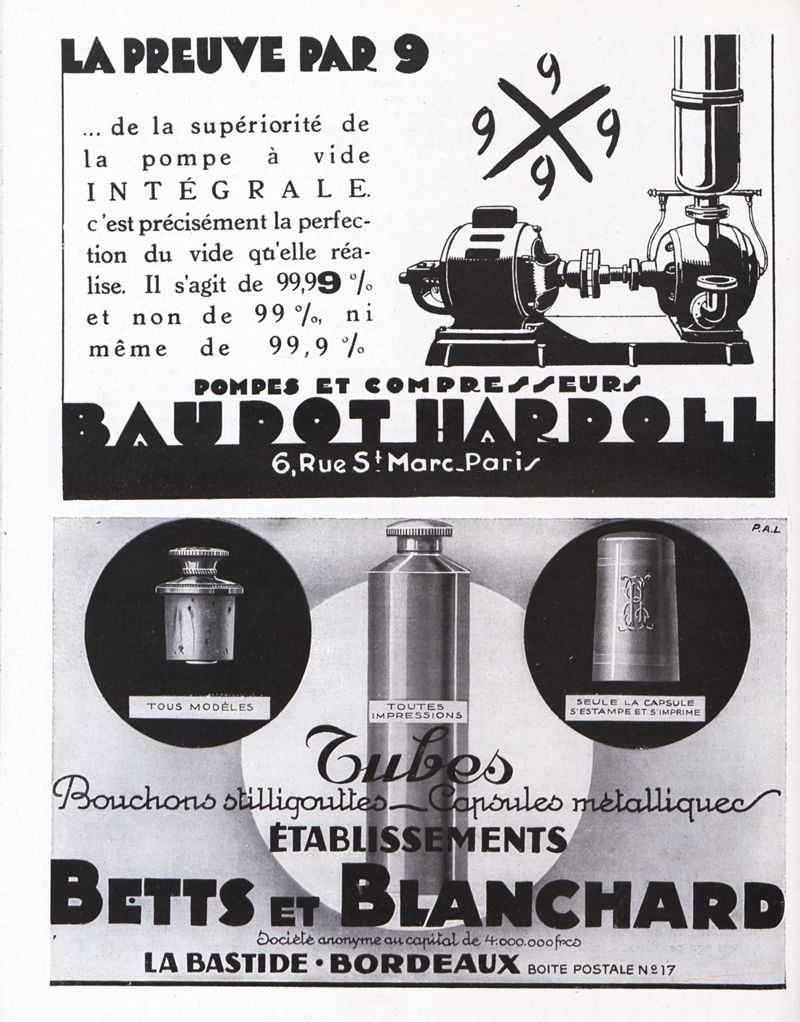 LA PREUVE PAR 9
... de la supériorité de
la pompe à vide
INTÉGRALE.
c'est précisément la perfec-
tion du vide qu'elle réa-
lise. Il s'agit de 99,99 %
et non de 99 %, ni
même de 99,9 %
9
9 9
9
POMPES ET COMPRESSEURS
BAUDOT HARDOLL
6, Rue St Marc_Paris
P.A.L
TOUS MODÈLES
TOUTES
IMPRESSIONS
SEULE LA CAPSULE
S'ESTAMPE ET S'IMPRIME
Tubes
Bouchons stilligouttes_Capsules métalliques
ÉTABLISSEMENTS
BETTS ET BLANCHARD
Société anonyme au capital de 4.000.000 frcs
LA BASTIDE • BORDEAUX BOITE POSTALE No 17